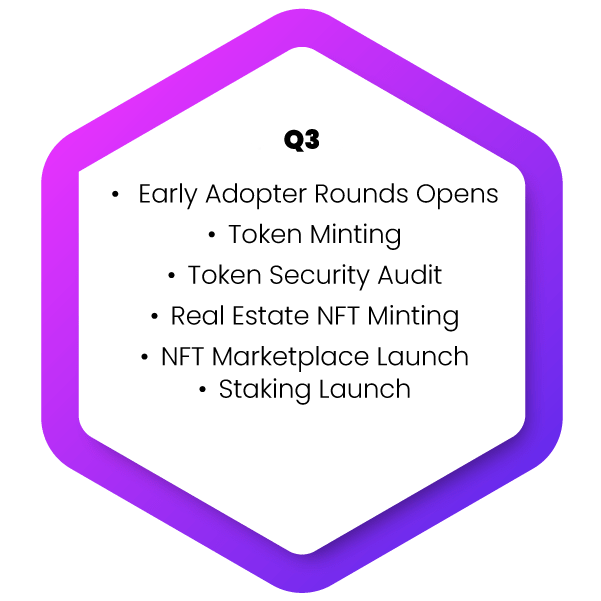 Q3
• Early Adopter Rounds Opens
• Token Minting
• Token Security Audit
• Real Estate NFT Minting
• NFT Marketplace Launch
• Staking Launch